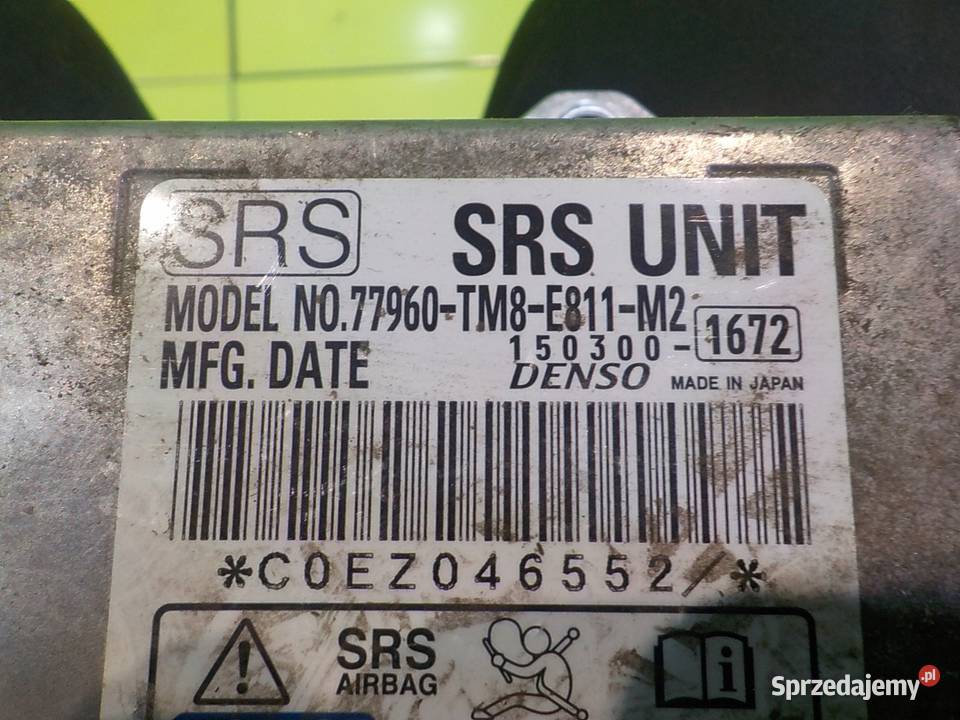 SRS SRS UNIT
MODEL NO.77960-TM8-E811-M2
150300-1672
MFG. DATE DENSO MADE IN JAPAN
*C0EZ046552/*
SRS
AIRBAG
i
Sprzedajemy.pl